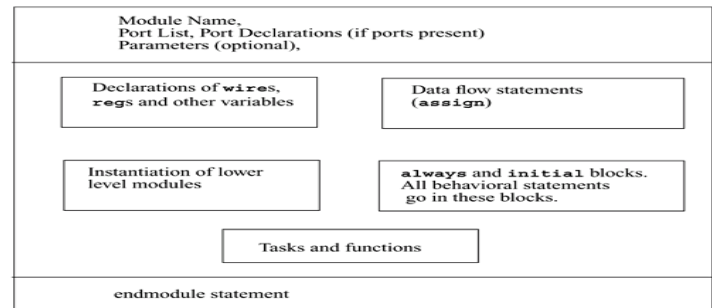 Module Name,
Port List, Port Declarations (if ports present)
Parameters (optional),
Declarations of wires,
regs and other variables
Data flow statements
(assign)
Instantiation of lower
level modules
always and initial blocks.
All behavioral statements
go in these blocks.
Tasks and functions
endmodule statement